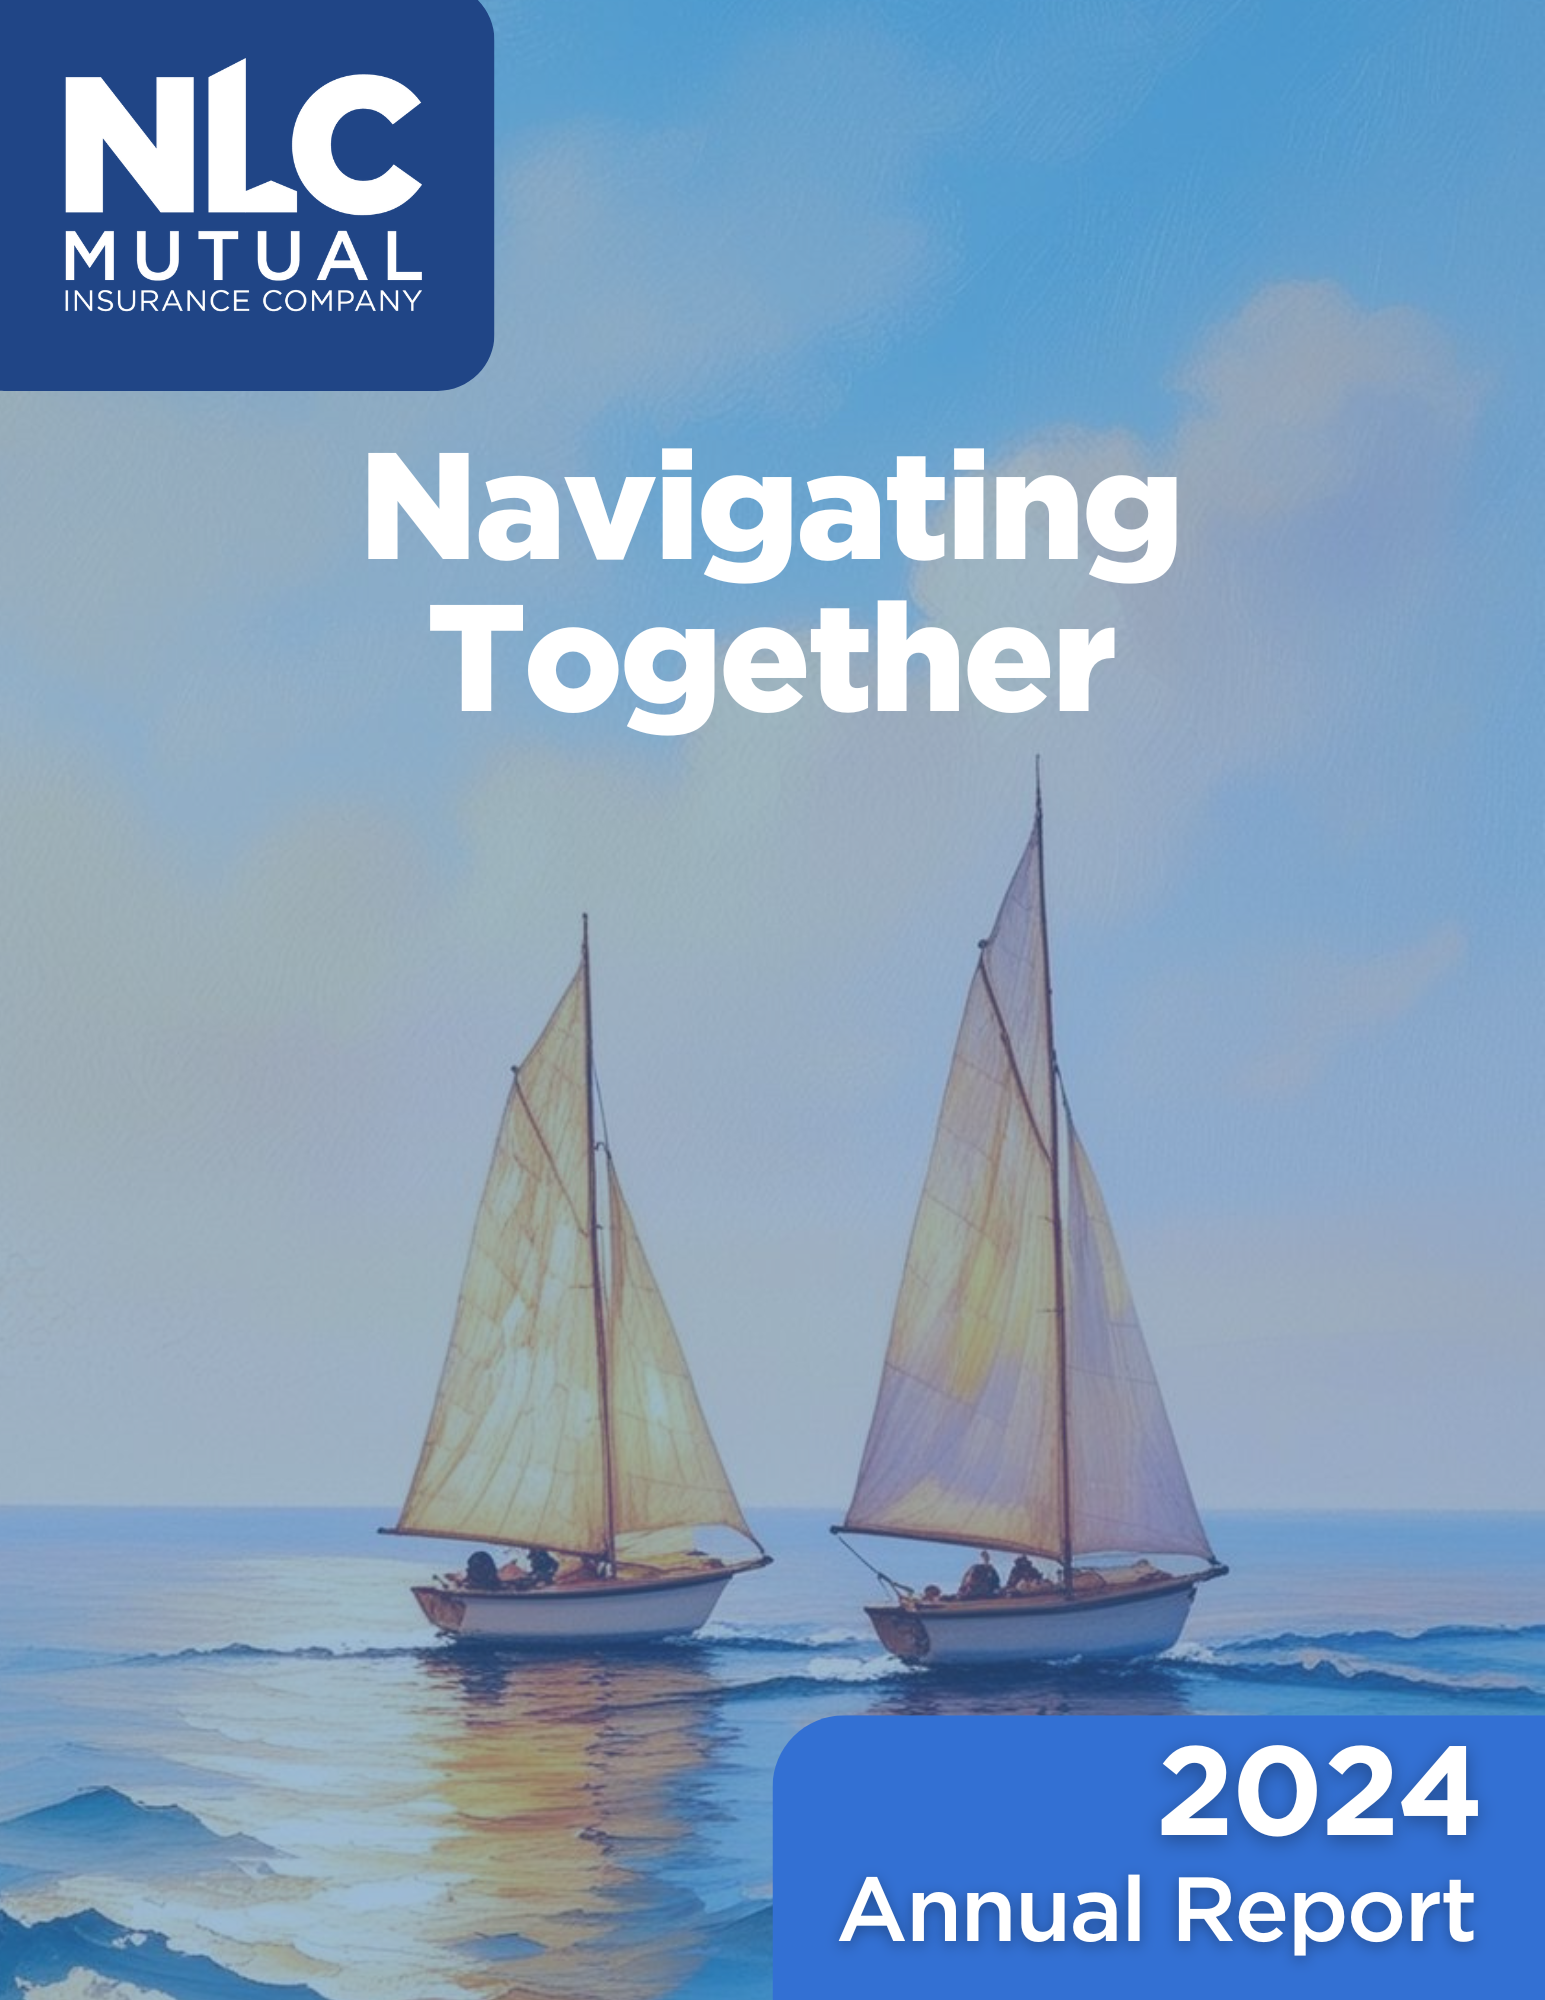 NLC
MUTUAL
INSURANCE COMPANY
Navigating
Together
2024
Annual Report